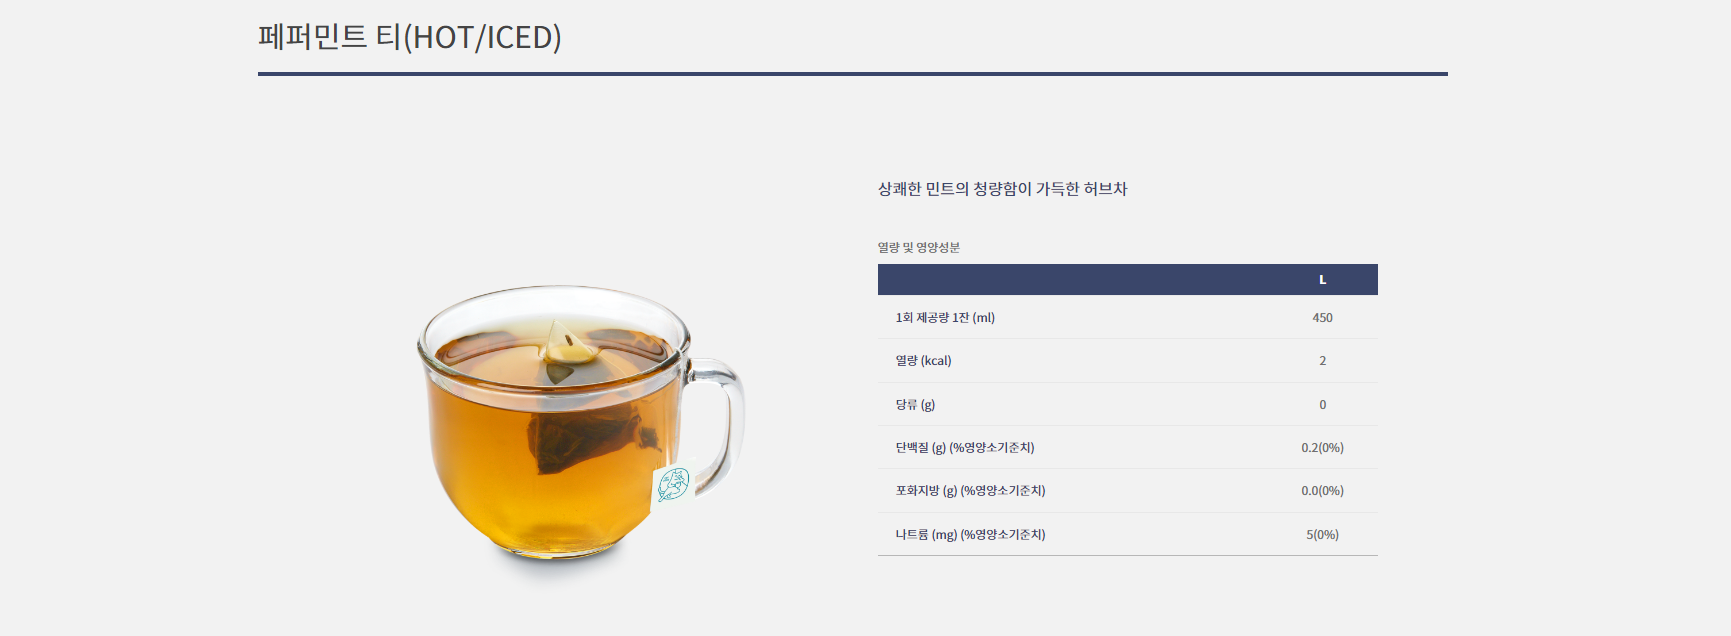 페퍼민트 티(HOT/ICED)
상쾌한 민트의 청량함이 가득한 허브차
열량 및 영양성분
L
1회 제공량 1잔 (ml) 450
열량 (kcal) 2
당류 (g) 0
단백질 (g) (%영양소기준치) 0.2(0%)
포화지방 (g) (%영양소기준치) 0.0(0%)
나트륨 (mg) (%영양소기준치) 5(0%)